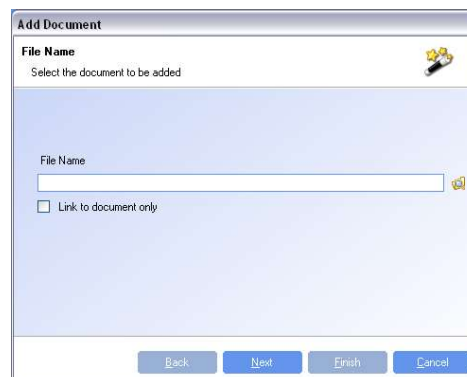 Add Document
File Name
Select the document to be added
File Name
Link to document only
Back Next Finish Cancel